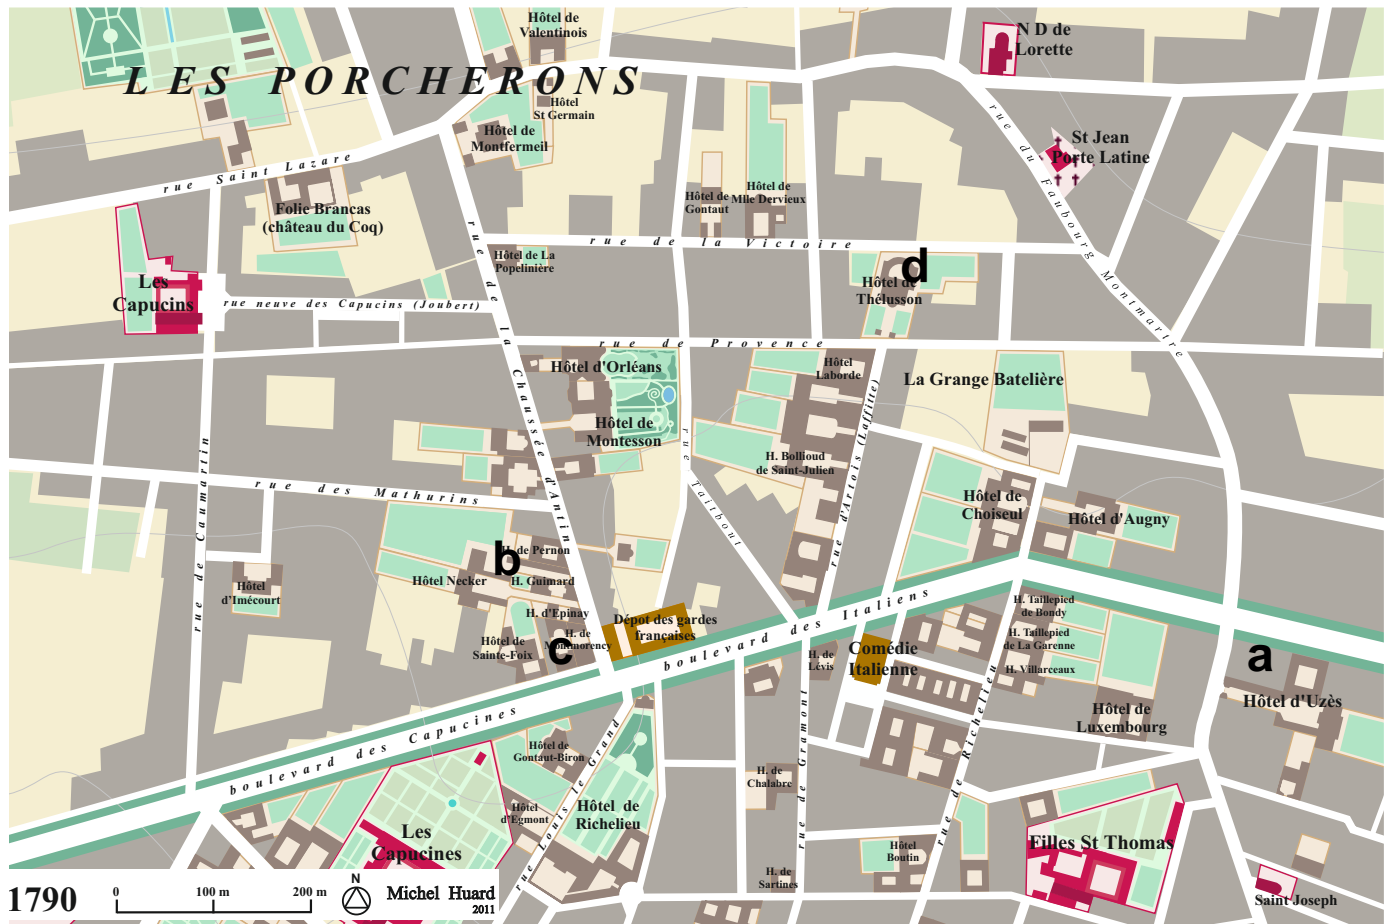 Hôtel de
Valentinois
N D de
Lorette
LES PORCHERONS
Hôtel
St Germain
Hôtel de
Montfermeil
rue du Faubourg Montmartre
St Jean
Porte Latine
rue Saint Lazare
Folie Brancas
(château du Coq)
Hôtel de
Gontaut
Hôtel de
Mlle Dervieux
rue de la Victoire
rue de la Chaussée d'Antin
Hôtel de La
Popelinière
d
Hôtel de
Thélusson
Les
Capucins
rue neuve des Capucins (Joubert)
rue de Provence
Hôtel d'Orléans
Hôtel
Laborde
La Grange Batelière
Hôtel de
Montesson
rue Taitbout
H. Bollioud
de Saint-Julien
rue d'Artois (Laffitte)
rue de Caumartin
rue des Mathurins
Hôtel de
Choiseul
Hôtel d'Augny
b
H. de Pernon
Hôtel Necker
H. Guimard
Hôtel
d'Imécourt
H. d'Epinay
H. de
Montmorency
c
Hôtel de
Sainte-Foix
Dépot des gardes
françaises
boulevard des Italiens
H. Taillepied
de Bondy
H. Taillepied
de La Garenne
H. Villarceaux
H. de
Lévis
Comédie
Italienne
a
Hôtel d'Uzès
Hôtel de
Luxembourg
boulevard des Capucines
rue de Gramont
rue de Richelieu
Hôtel de
Gontaut-Biron
rue Louis le Grand
H. de
Chalabre
Hôtel
d'Egmont
Hôtel de
Richelieu
Les
Capucines
Hôtel
Boutin
Filles St Thomas
H. de
Sartines
Saint Joseph
1790
0 100 m 200 m
N
Michel Huard
2011